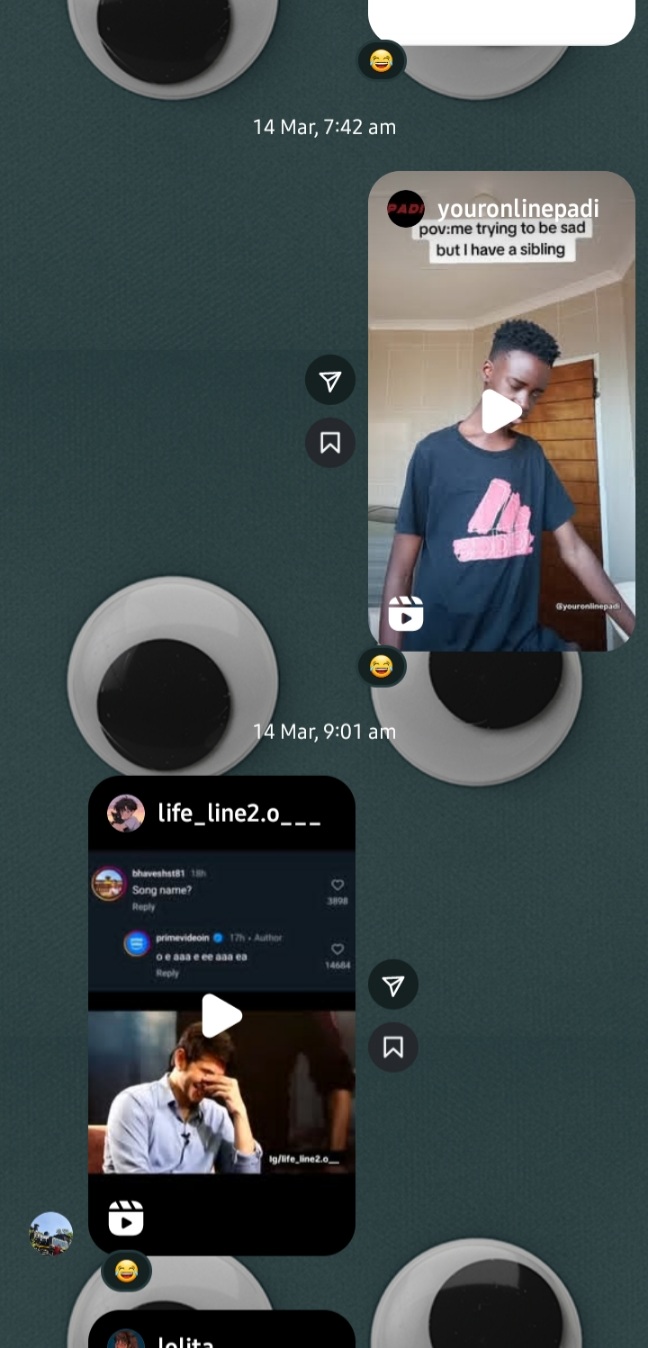 14 Mar, 7:42 am
PADI
youronlinepadi
pov:me trying to be sad
but I have a sibling
@youronlinepadi
14 Mar, 9:01 am
life_line2.o___
bhaveshst81 18h
Song name?
3898
Reply
primevideoin 17h • Author
o e aaa e ee aaa ea
14684
Reply
Ig/life_line2.o__
lolita